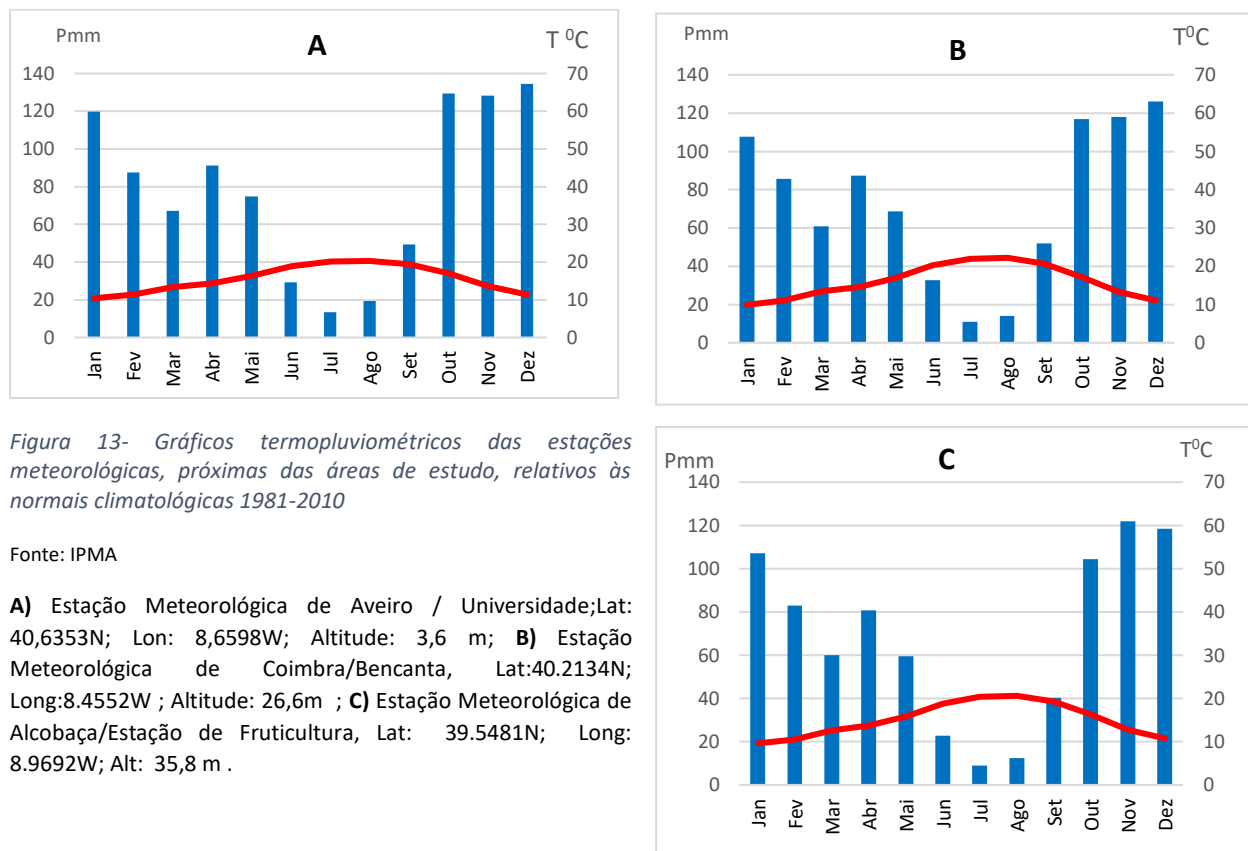 Pmm
A
T ⁰C
140
120
100
80
60
40
20
0
70
60
50
40
30
20
10
0
Jan
Fev
Mar
Abr
Mai
Jun
Jul
Ago
Set
Out
Nov
Dez
Pmm
B
T⁰C
140
120
100
80
60
40
20
0
70
60
50
40
30
20
10
0
Jan
Fev
Mar
Abr
Mai
Jun
Jul
Ago
Set
Out
Nov
Dez
Figura 13- Gráficos termopluviométricos das estações
meteorológicas, próximas das áreas de estudo, relativos às
normais climatológicas 1981-2010
Fonte: IPMA
A) Estação Meteorológica de Aveiro / Universidade;Lat:
40,6353N; Lon: 8,6598W; Altitude: 3,6 m; B) Estação
Meteorológica de Coimbra/Bencanta, Lat:40.2134N;
Long:8.4552W ; Altitude: 26,6m ; C) Estação Meteorológica de
Alcobaça/Estação de Fruticultura, Lat: 39.5481N; Long:
8.9692W; Alt: 35,8 m .
Pmm
C
T⁰C
140
120
100
80
60
40
20
0
70
60
50
40
30
20
10
0
Jan
Fev
Mar
Abr
Mai
Jun
Jul
Ago
Set
Out
Nov
Dez